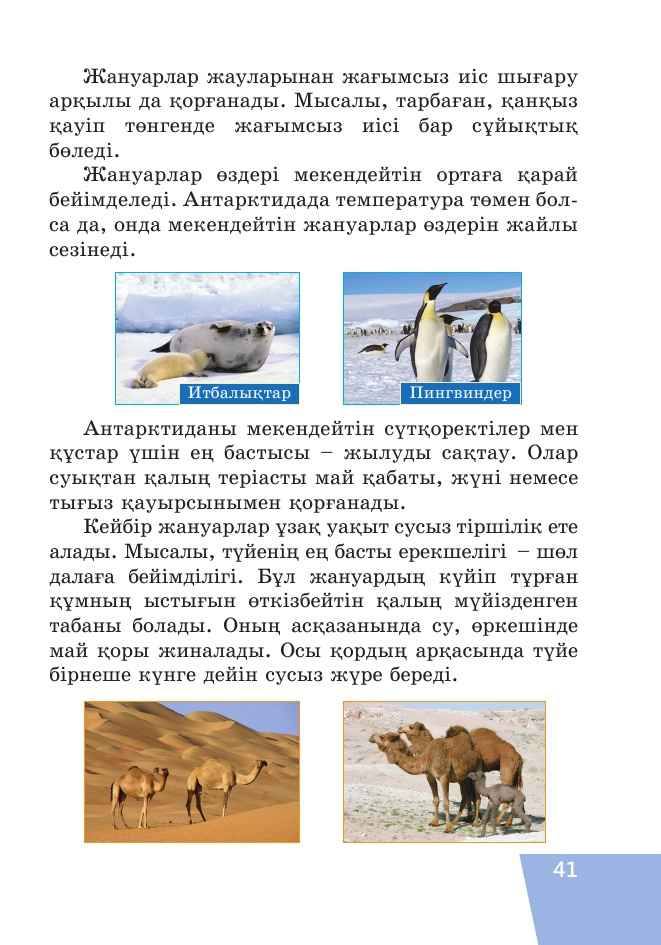 Жануарлар жауларынан жағымсыз иіс шығару
арқылы да қорғанады. Мысалы, тарбаған, қанқыз
қауіп төнгенде жағымсыз иісі бар сұйықтық
бөледі.
Жануарлар өздері мекендейтін ортаға қарай
бейімделеді. Антарктидада температура төмен бол-
са да, онда мекендейтін жануарлар өздерін жайлы
сезінеді.
Итбалықтар
Пингвиндер
Антарктиданы мекендейтін сүтқоректілер мен
құстар үшін ең бастысы – жылуды сақтау. Олар
суықтан қалың теріасты май қабаты, жүні немесе
тығыз қауырсынымен қорғанады.
Кейбір жануарлар ұзақ уақыт сусыз тіршілік ете
алады. Мысалы, түйенің ең басты ерекшелігі – шөл
далаға бейімділігі. Бұл жануардың күйіп тұрған
құмның ыстығын өткізбейтін қалың мүйізденген
табаны болады. Оның асқазанында су, өркешінде
май қоры жиналады. Осы қордың арқасында түйе
бірнеше күнге дейін сусыз жүре береді.
41